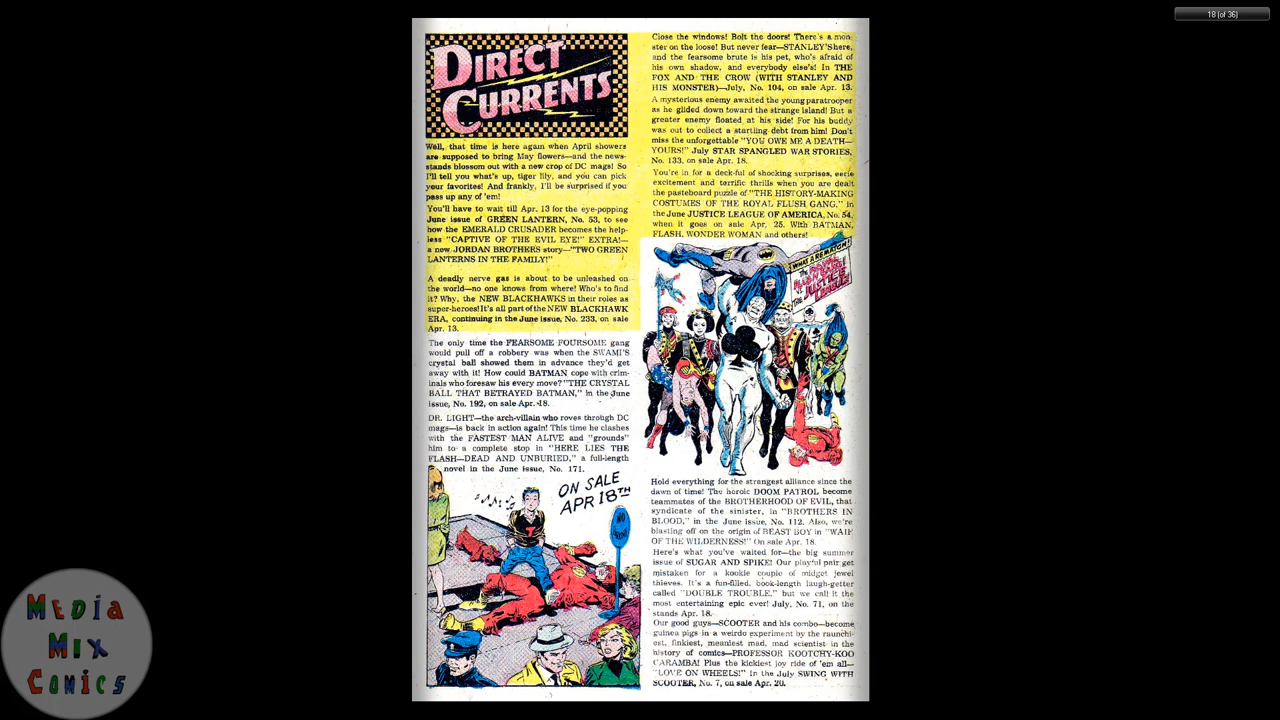 18 (of 36)
DIRECT
CURRENTS
Well, that time is here again when April showers
are supposed to bring May flowers—and the news-
stands blossom out with a new crop of DC mags! So
I'll tell you what's up, tiger lily, and you can pick
your favorites! And frankly, I'll be surprised if you
pass up any of 'em!
You'll have to wait till Apr. 13 for the eye-popping
June issue of GREEN LANTERN, No. 53, to see
how the EMERALD CRUSADER becomes the help-
less "CAPTIVE OF THE EVIL EYE!" EXTRA!—
a new JORDAN BROTHERS story—"TWO GREEN
LANTERNS IN THE FAMILY!"
A deadly nerve gas is about to be unleashed on
the world—no one knows from where! Who's to find
it? Why, the NEW BLACKHAWKS in their roles as
super-heroes! It's all part of the NEW BLACKHAWK
ERA, continuing in the June issue, No. 233, on sale
Apr. 13.
The only time the FEARSOME FOURSOME gang
would pull off a robbery was when the SWAMI'S
crystal ball showed them in advance they'd get
away with it! How could BATMAN cope with crim-
inals who foresaw his every move? "THE CRYSTAL
BALL THAT BETRAYED BATMAN," in the June
issue, No. 192, on sale Apr. 18.
DR. LIGHT—the arch-villain who roves through DC
mags—is back in action again! This time he clashes
with the FASTEST MAN ALIVE and "grounds"
him to a complete stop in "HERE LIES THE
FLASH—DEAD AND UNBURIED," a full-length
novel in the June issue, No. 171.
ON SALE
APR 18TH
NO
Close the windows! Bolt the doors! There's a mon-
ster on the loose! But never fear—STANLEY'S here,
and the fearsome brute is his pet, who's afraid of
his own shadow, and everybody else's! In THE
FOX AND THE CROW (WITH STANLEY AND
HIS MONSTER)—July, No. 104, on sale Apr. 13.
A mysterious enemy awaited the young paratrooper
as he glided down toward the strange island! But a
greater enemy floated at his side! For his buddy
was out to collect a startling debt from him! Don't
miss the unforgettable "YOU OWE ME A DEATH—
YOURS!" July STAR SPANGLED WAR STORIES,
No. 133, on sale Apr. 18.
You're in for a deck-ful of shocking surprises, eerie
excitement and terrific thrills when you are dealt
the pasteboard puzzle of "THE HISTORY-MAKING
COSTUMES OF THE ROYAL FLUSH GANG," in
the June JUSTICE LEAGUE OF AMERICA, No. 54,
when it goes on sale Apr. 25. With BATMAN,
FLASH, WONDER WOMAN and others!
WHAT A REUNION!
Hold everything for the strangest alliance since the
dawn of time! The heroic DOOM PATROL become
teammates of the BROTHERHOOD OF EVIL, that
syndicate of the sinister, in "BROTHERS IN
BLOOD," in the June issue, No. 112. Also, we're
blasting off on the origin of BEAST BOY in "WAIF
OF THE WILDERNESS!" On sale Apr. 18.
Here's what you've waited for—the big summer
issue of SUGAR AND SPIKE! Our playful pair get
mistaken for a kookie couple of midget jewel
thieves. It's a fun-filled, book-length laugh-getter
called "DOUBLE TROUBLE," but we call it the
most entertaining epic ever! July, No. 71, on the
stands Apr. 18.
Our good guys—SCOOTER and his combo—become
guinea pigs in a weirdo experiment by the raunchi-
est, finkiest, meaniest mad, mad scientist in the
history of comics—PROFESSOR KOOTCHY-KOO
CARAMBA! Plus the kickiest joy ride of 'em all—
"LOVE ON WHEELS!" in the July SWING WITH
SCOOTER, No. 7, on sale Apr. 20.
MEDIA
MIX
COMICS